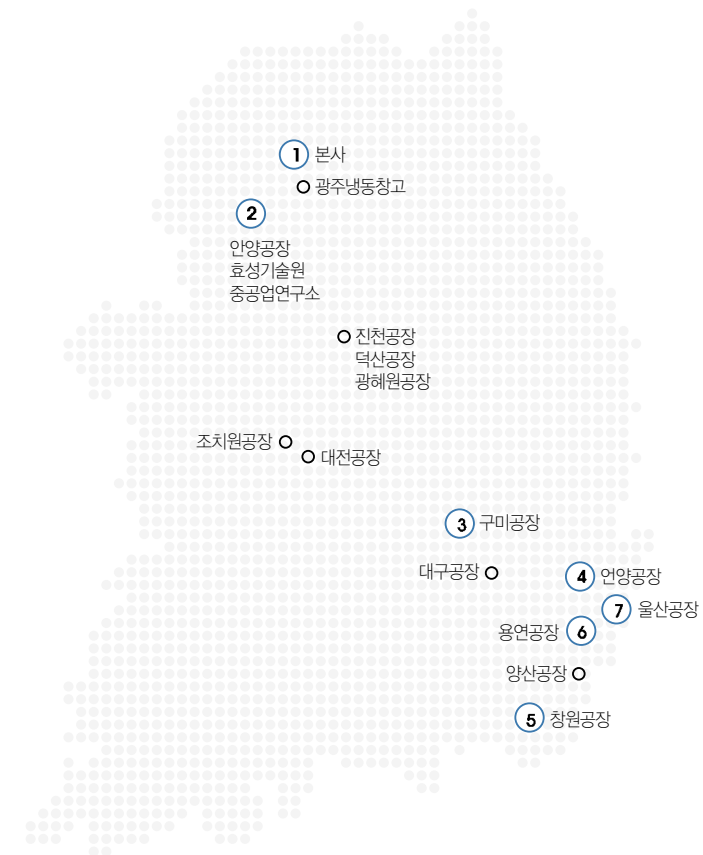 1 본사
광주냉동창고
2
안양공장
효성기술원
중공업연구소
진천공장
덕산공장
광혜원공장
조치원공장
대전공장
3 구미공장
대구공장
4 언양공장
7 울산공장
용연공장 6
양산공장
5 창원공장